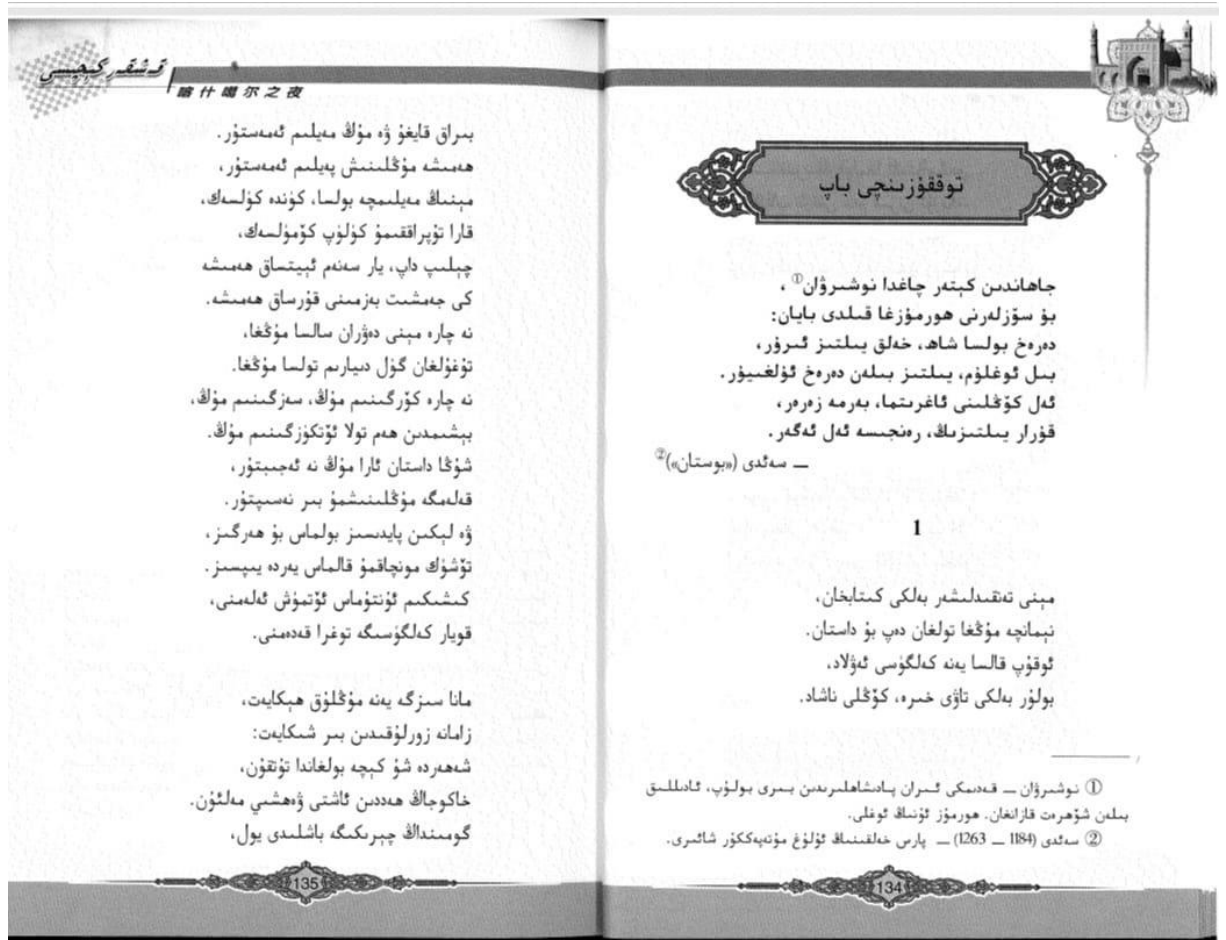 توققۇزىنچى باپ
جاھاندىن كېتەر چاغدا نوشىرۋان①،
بۇ سۆزلەرنى ھورمۇزغا قىلدى بايان:
دەرەخ بولسا شاھ، خەلق يىلتىز ئىرۇر،
بىل ئوغلۇم، يىلتىز بىلەن دەرەخ ئۇلغىيۇر.
ئەل كۆڭلىنى ئاغرىتما، بەرمە زەرەر،
قۇرار يىلتىزىڭ، رەنجىسە ئەل ئەگەر.
— سەئدى («بوستان»)②
1
مېنى تەنقىدلىشەر بەلكى كىتابخان،
نېمانچە مۇڭغا تولغان دەپ بۇ داستان.
ئوقۇپ قالسا يەنە كەلگۈسى ئەۋلاد،
بولۇر بەلكى تاۋى خىرە، كۆڭلى ناشاد.
① نوشىرۋان — قەدىمكى ئىران پادىشاھلىرىدىن بىرى بولۇپ، ئادىللىق
بىلەن شۆھرەت قازانغان. ھورمۇز ئۇنىڭ ئوغلى.
② سەئدى (1184 — 1263) — پارس خەلقىنىڭ ئۇلۇغ مۇتەپەككۇر شائىرى.
134
قەشقەر كېچىسى
喀什噶尔之夜
بىراق قايغۇ ۋە مۇڭ مەيلىم ئەمەستۇر.
ھەمىشە مۇڭلىنىش پەيلىم ئەمەستۇر،
مېنىڭ مەيلىمچە بولسا، كۈندە كۈلسەك،
قارا تۇپراققىمۇ كۈلۈپ كۆمۈلسەك،
چېلىپ داپ، يار سەنەم ئېيتساق ھەمىشە
كى جەمشىت بەزمىنى قۇرساق ھەمىشە.
نە چارە مېنى دەۋران سالسا مۇڭغا،
تۇغۇلغان گۈل دىيارىم تولسا مۇڭغا.
نە چارە كۆرگىنىم مۇڭ، سەزگىنىم مۇڭ،
بېشىمدىن ھەم تولا ئۆتكۈزگىنىم مۇڭ.
شۇڭا داستان ئارا مۇڭ نە ئەجىبتۇر،
قەلەمگە مۇڭلىنىشمۇ بىر نەسىپتۇر.
ۋە لېكىن پايدىسىز بولماس بۇ ھەرگىز،
تۆشۈك مونچاقمۇ قالماس يەردە يىپسىز.
كىشىكىم ئۇنتۇماس ئۆتمۈش ئەلەمنى،
قويار كەلگۈسىگە توغرا قەدەمنى.
مانا سىزگە يەنە مۇڭلۇق ھېكايەت،
زامانە زورلۇقىدىن بىر شىكايەت:
شەھەردە شۇ كېچە بولغاندا تۇتقۇن،
خاكوجاڭ ھەددىن ئاشتى ۋەھشىي مەلئۇن.
گومىنداڭ چېرىكىگە باشلىدى يول،
135